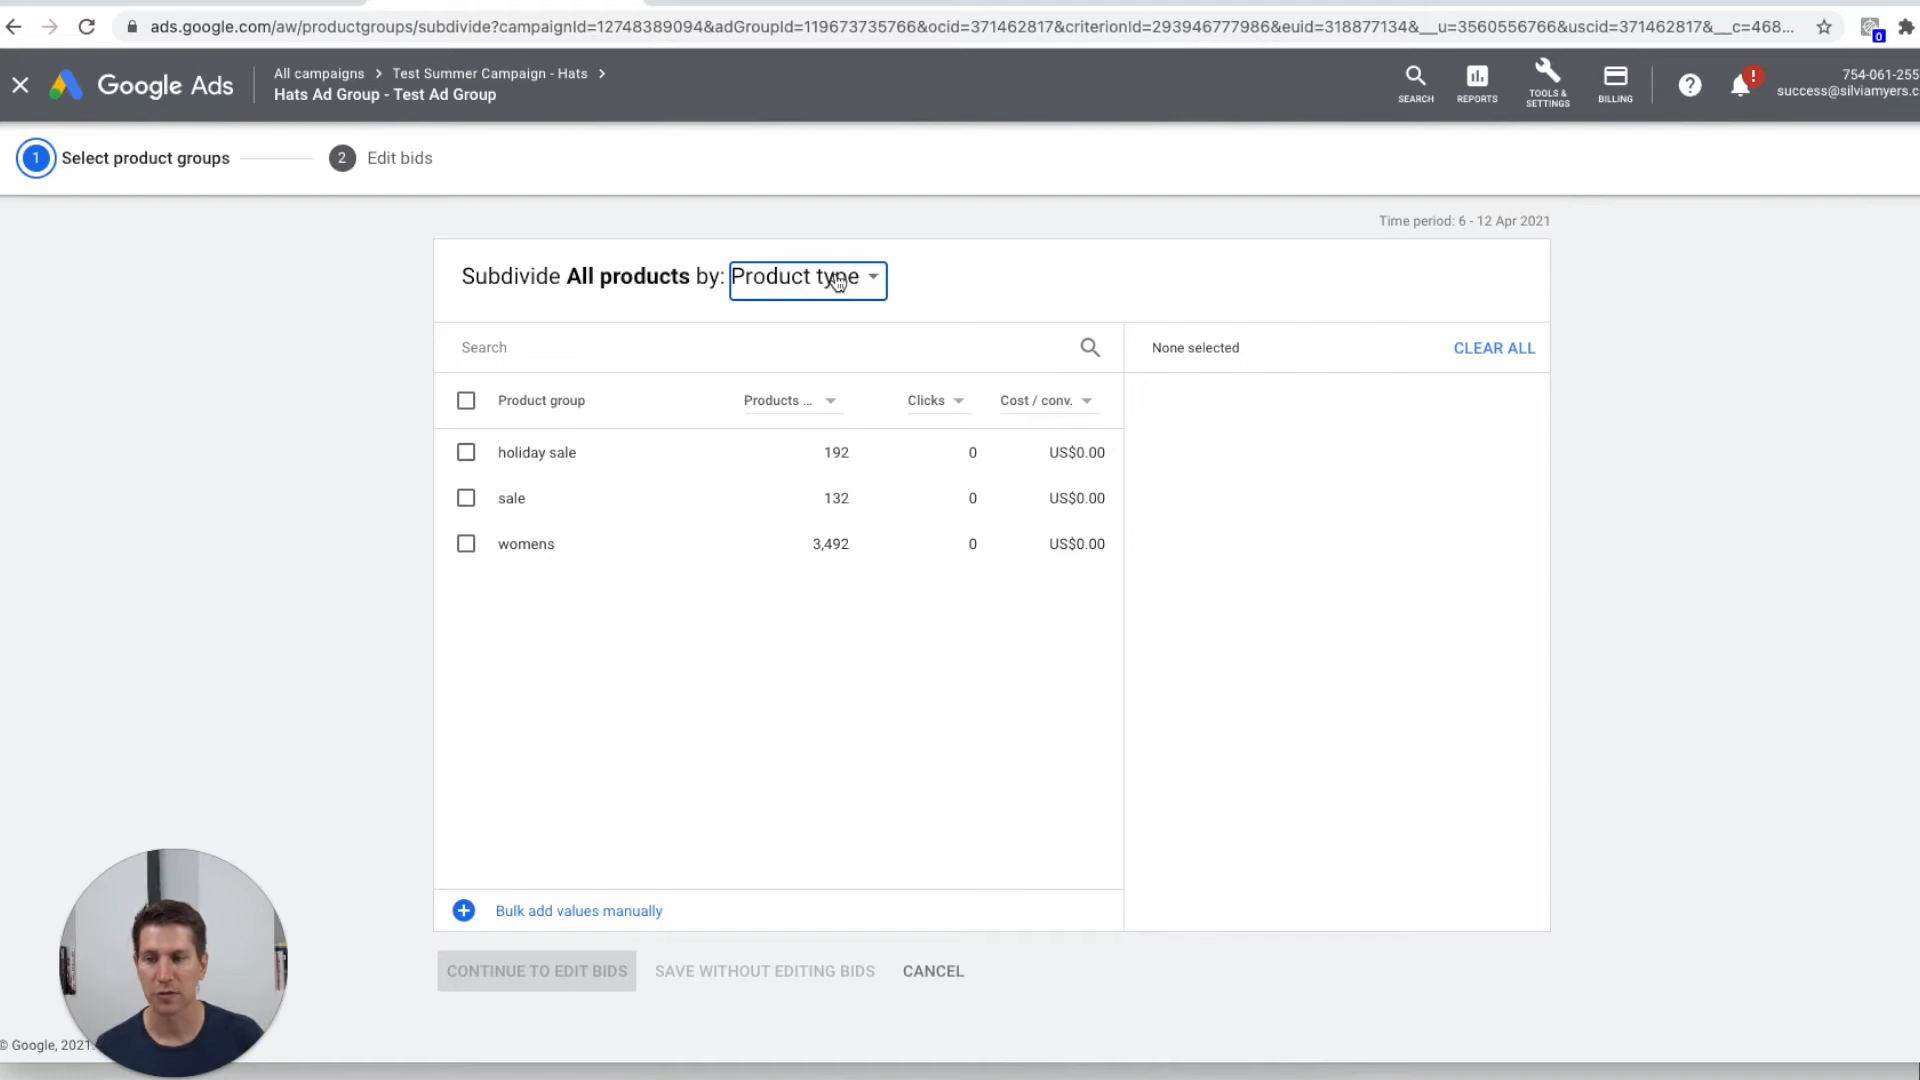 ads.google.com/aw/productgroups/subdivide?campaignId=12748389094&adGroupId=119673735766&ocid=371462817&criterionId=293946777986&euid=318877134&__u=3560556766&uscid=371462817&__c=468...
0
Google Ads
All campaigns > Test Summer Campaign - Hats >
Hats Ad Group - Test Ad Group
SEARCH
REPORTS
TOOLS &
SETTINGS
BILLING
?
!
754-061-255
success@silviamyers.c
1 Select product groups
2 Edit bids
Time period: 6 - 12 Apr 2021
Subdivide All products by: Product type
Search
None selected
CLEAR ALL
Product group Products ... Clicks Cost / conv.
holiday sale 192 0 US$0.00
sale 132 0 US$0.00
womens 3,492 0 US$0.00
Bulk add values manually
CONTINUE TO EDIT BIDS SAVE WITHOUT EDITING BIDS CANCEL
© Google, 2021.